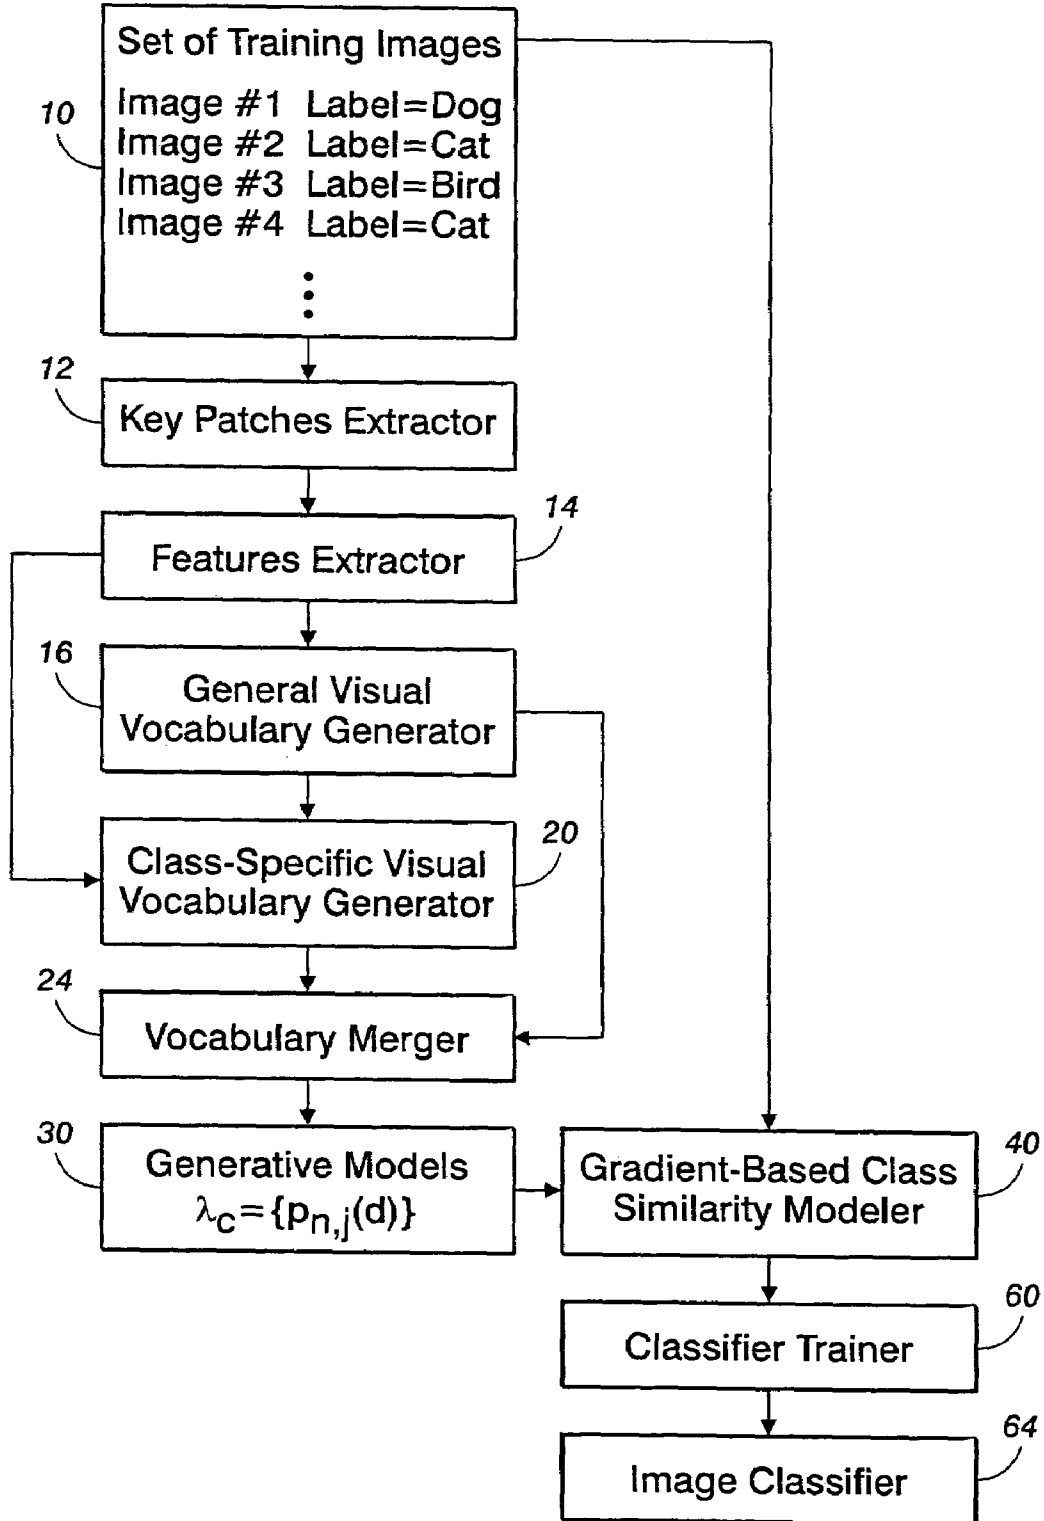 Set of Training Images
10
Image #1 Label=Dog
Image #2 Label=Cat
Image #3 Label=Bird
Image #4 Label=Cat
12
Key Patches Extractor
14
Features Extractor
16
General Visual
Vocabulary Generator
20
Class-Specific Visual
Vocabulary Generator
24
Vocabulary Merger
30
Generative Models
λc={pn,j(d)}
40
Gradient-Based Class
Similarity Modeler
60
Classifier Trainer
64
Image Classifier